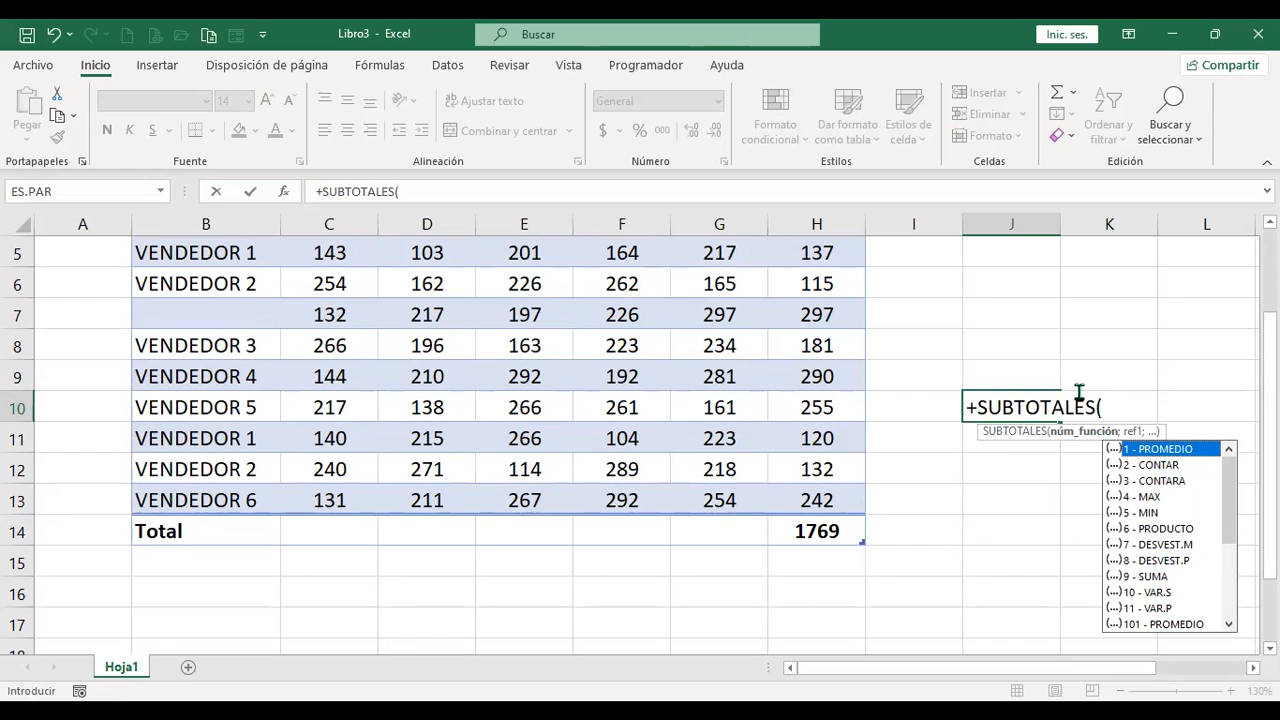 Libro3 - Excel
Buscar
Inic. ses.
Archivo Inicio Insertar Disposición de página Fórmulas Datos Revisar Vista Programador Ayuda Compartir
Pegar
14 A A
N K S A
Ajustar texto
Combinar y centrar
General
$ % 000
Formato condicional
Dar formato como tabla
Estilos de celda
Insertar
Eliminar
Formato
Ordenar y filtrar
Buscar y seleccionar
Portapapeles Fuente Alineación Número Estilos Celdas Edición
ES.PAR fx +SUBTOTALES(
A B C D E F G H I J K L
5 VENDEDOR 1 143 103 201 164 217 137
6 VENDEDOR 2 254 162 226 262 165 115
7 132 217 197 226 297 297
8 VENDEDOR 3 266 196 163 223 234 181
9 VENDEDOR 4 144 210 292 192 281 290
10 VENDEDOR 5 217 138 266 261 161 255 +SUBTOTALES(
SUBTOTALES(núm_función; ref1; ...)
11 VENDEDOR 1 140 215 266 104 223 120
12 VENDEDOR 2 240 271 114 289 218 132
13 VENDEDOR 6 131 211 267 292 254 242
14 Total 1769
15
16
17
(...) 1 - PROMEDIO
(...) 2 - CONTAR
(...) 3 - CONTARA
(...) 4 - MAX
(...) 5 - MIN
(...) 6 - PRODUCTO
(...) 7 - DESVEST.M
(...) 8 - DESVEST.P
(...) 9 - SUMA
(...) 10 - VAR.S
(...) 11 - VAR.P
(...) 101 - PROMEDIO
Hoja1
Introducir
130%